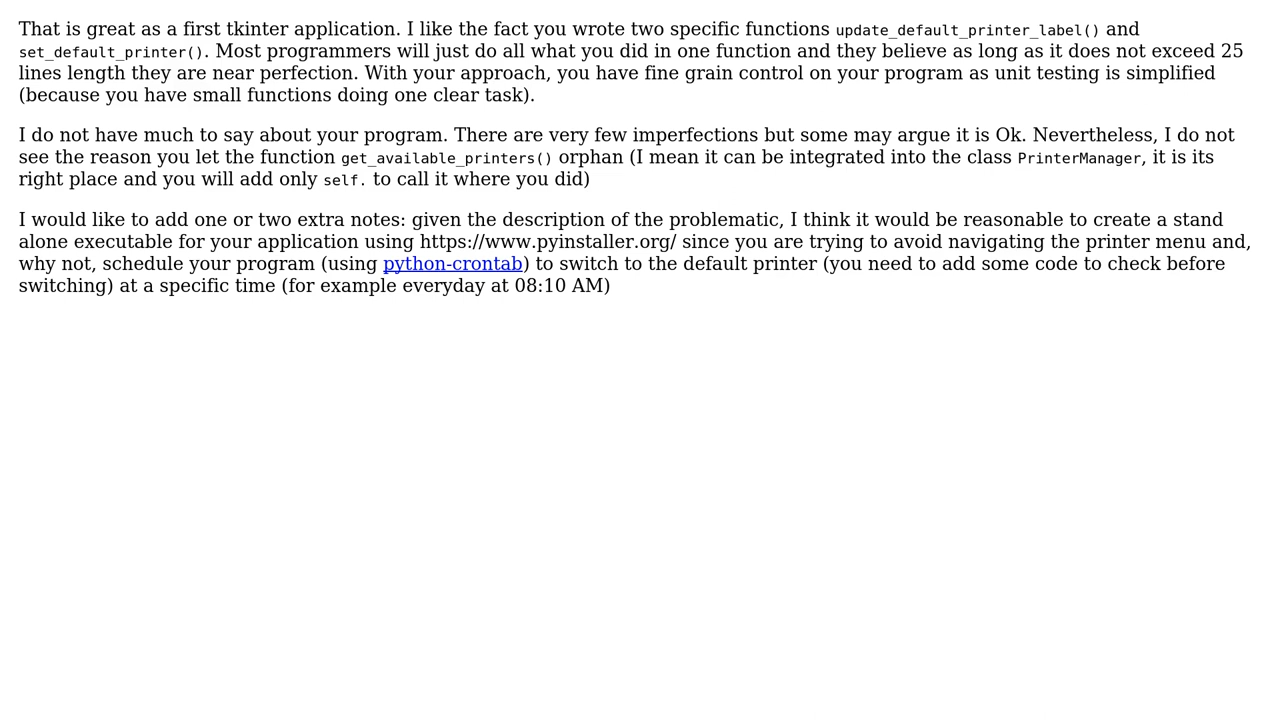 That is great as a first tkinter application. I like the fact you wrote two specific functions update_default_printer_label() and
set_default_printer(). Most programmers will just do all what you did in one function and they believe as long as it does not exceed 25
lines length they are near perfection. With your approach, you have fine grain control on your program as unit testing is simplified
(because you have small functions doing one clear task).
I do not have much to say about your program. There are very few imperfections but some may argue it is Ok. Nevertheless, I do not
see the reason you let the function get_available_printers() orphan (I mean it can be integrated into the class PrinterManager, it is its
right place and you will add only self. to call it where you did)
I would like to add one or two extra notes: given the description of the problematic, I think it would be reasonable to create a stand
alone executable for your application using https://www.pyinstaller.org/ since you are trying to avoid navigating the printer menu and,
why not, schedule your program (using python-crontab) to switch to the default printer (you need to add some code to check before
switching) at a specific time (for example everyday at 08:10 AM)